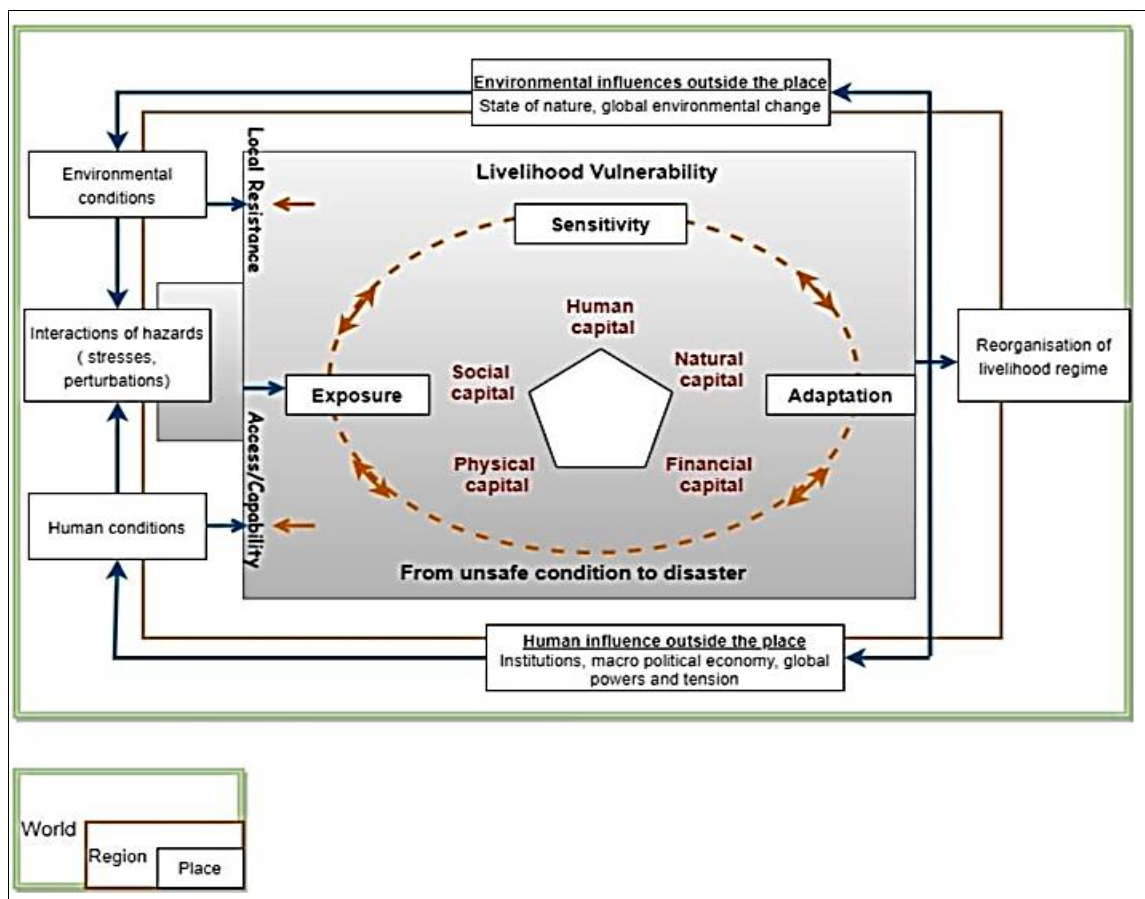 Environmental influences outside the place
State of nature, global environmental change
Environmental
conditions
Local Resistance
Livelihood Vulnerability
Sensitivity
Interactions of hazards
( stresses,
perturbations)
Human
capital
Social
capital
Natural
capital
Exposure
Adaptation
Reorganisation of
livelihood regime
Physical
capital
Financial
capital
Access/Capability
Human conditions
From unsafe condition to disaster
Human influence outside the place
Institutions, macro political economy, global
powers and tension
World
Region
Place